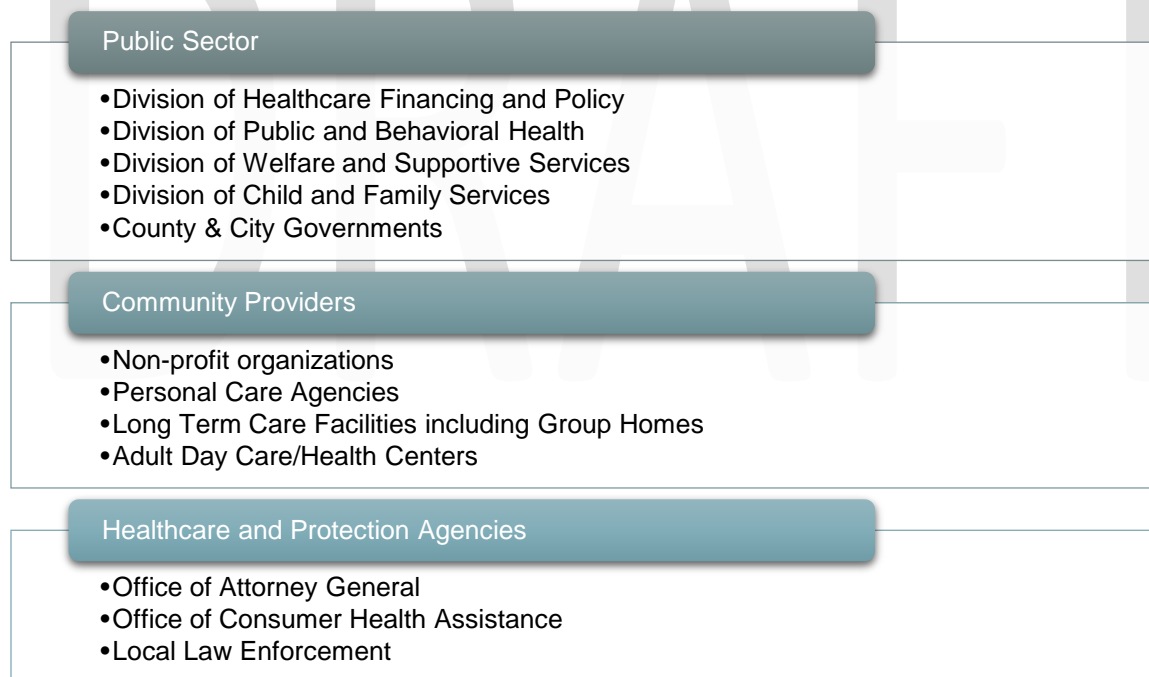 Public Sector
•Division of Healthcare Financing and Policy
•Division of Public and Behavioral Health
•Division of Welfare and Supportive Services
•Division of Child and Family Services
•County & City Governments
Community Providers
•Non-profit organizations
•Personal Care Agencies
•Long Term Care Facilities including Group Homes
•Adult Day Care/Health Centers
Healthcare and Protection Agencies
•Office of Attorney General
•Office of Consumer Health Assistance
•Local Law Enforcement